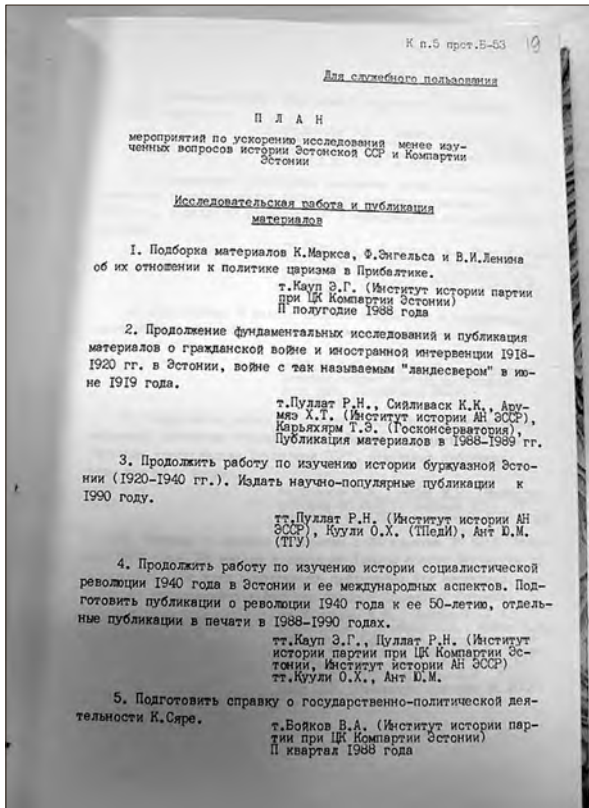 К п.5 прот.Б-53 19
Для служебного пользования
П Л А Н
мероприятий по ускорению исследований менее изу-
ченных вопросов истории Эстонской ССР и Компартии
Эстонии
Исследовательская работа и публикация
материалов
I. Подборка материалов К.Маркса, Ф.Энгельса и В.И.Ленина
об их отношении к политике царизма в Прибалтике.
т.Кауп Э.Г. (Институт истории партии
при ЦК Компартии Эстонии)
П полугодие 1988 года
2. Продолжение фундаментальных исследований и публикация
материалов о гражданской войне и иностранной интервенции 1918-
1920 гг. в Эстонии, войне с так называемым "ландесвером" в ию-
не 1919 года.
т.Пуллат Р.Н., Сийливаск К.К., Ару-
мяэ Х.Т. (Институт истории АН ЭССР),
Карьяхярм Т.Э. (Госконсерватория),
Публикация материалов в 1988-1989 гг.
3. Продолжить работу по изучению истории буржуазной Эсто-
нии (1920-1940 гг.). Издать научно-популярные публикации к
1990 году.
тт.Пуллат Р.Н. (Институт истории АН
ЭССР), Куули О.Х. (ТПедИ), Ант Ю.М.
(ТГУ)
4. Продолжить работу по изучению истории социалистической
революции 1940 года в Эстонии и ее международных аспектов. Под-
готовить публикации о революции 1940 года к ее 50-летию, отдель-
ные публикации в печати в 1988-1990 годах.
тт.Кауп Э.Г., Пуллат Р.Н. (Институт
истории партии при ЦК Компартии Эс-
тонии, Институт истории АН ЭССР)
тт.Куули О.Х., Ант Ю.М.
5. Подготовить справку о государственно-политической дея-
тельности К.Сяре.
т.Бойков В.А. (Институт истории пар-
тии при ЦК Компартии Эстонии)
П квартал 1988 года